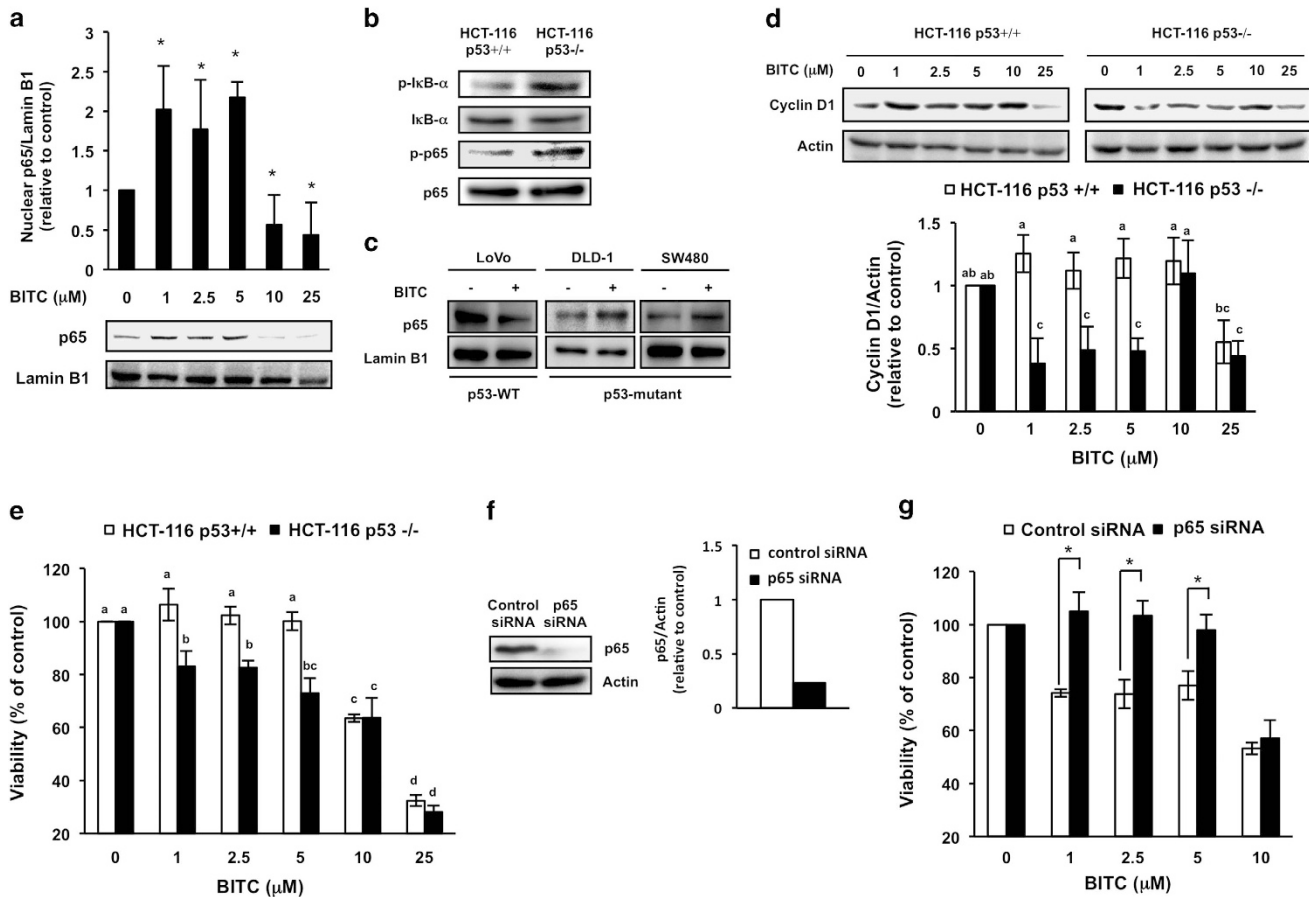 a
Nuclear p65/Lamin B1
(relative to control)
3
2.5
2
1.5
1
0.5
0
* * * * *
BITC (μM) 0 1 2.5 5 10 25
p65
Lamin B1
b
HCT-116 p53+/+ HCT-116 p53-/-
p-IκB-α
IκB-α
p-p65
p65
c
LoVo DLD-1 SW480
BITC - + - + - +
p65
Lamin B1
p53-WT p53-mutant
d
HCT-116 p53+/+ HCT-116 p53-/-
BITC (μM) 0 1 2.5 5 10 25 0 1 2.5 5 10 25
Cyclin D1
Actin
HCT-116 p53 +/+ HCT-116 p53 -/-
Cyclin D1/Actin
(relative to control)
1.5
1
0.5
0
ab ab a c a c a c a a bc c
0 1 2.5 5 10 25
BITC (μM)
e
HCT-116 p53+/+ HCT-116 p53 -/-
Viability (% of control)
120
100
80
60
40
20
a a a b a b a bc c c d d
0 1 2.5 5 10 25
BITC (μM)
f
Control siRNA p65 siRNA
p65
Actin
p65/Actin
(relative to control)
1.5
1
0.5
0
control siRNA
p65 siRNA
g
Control siRNA p65 siRNA
Viability (% of control)
120
100
80
60
40
20
* * *
0 1 2.5 5 10
BITC (μM)